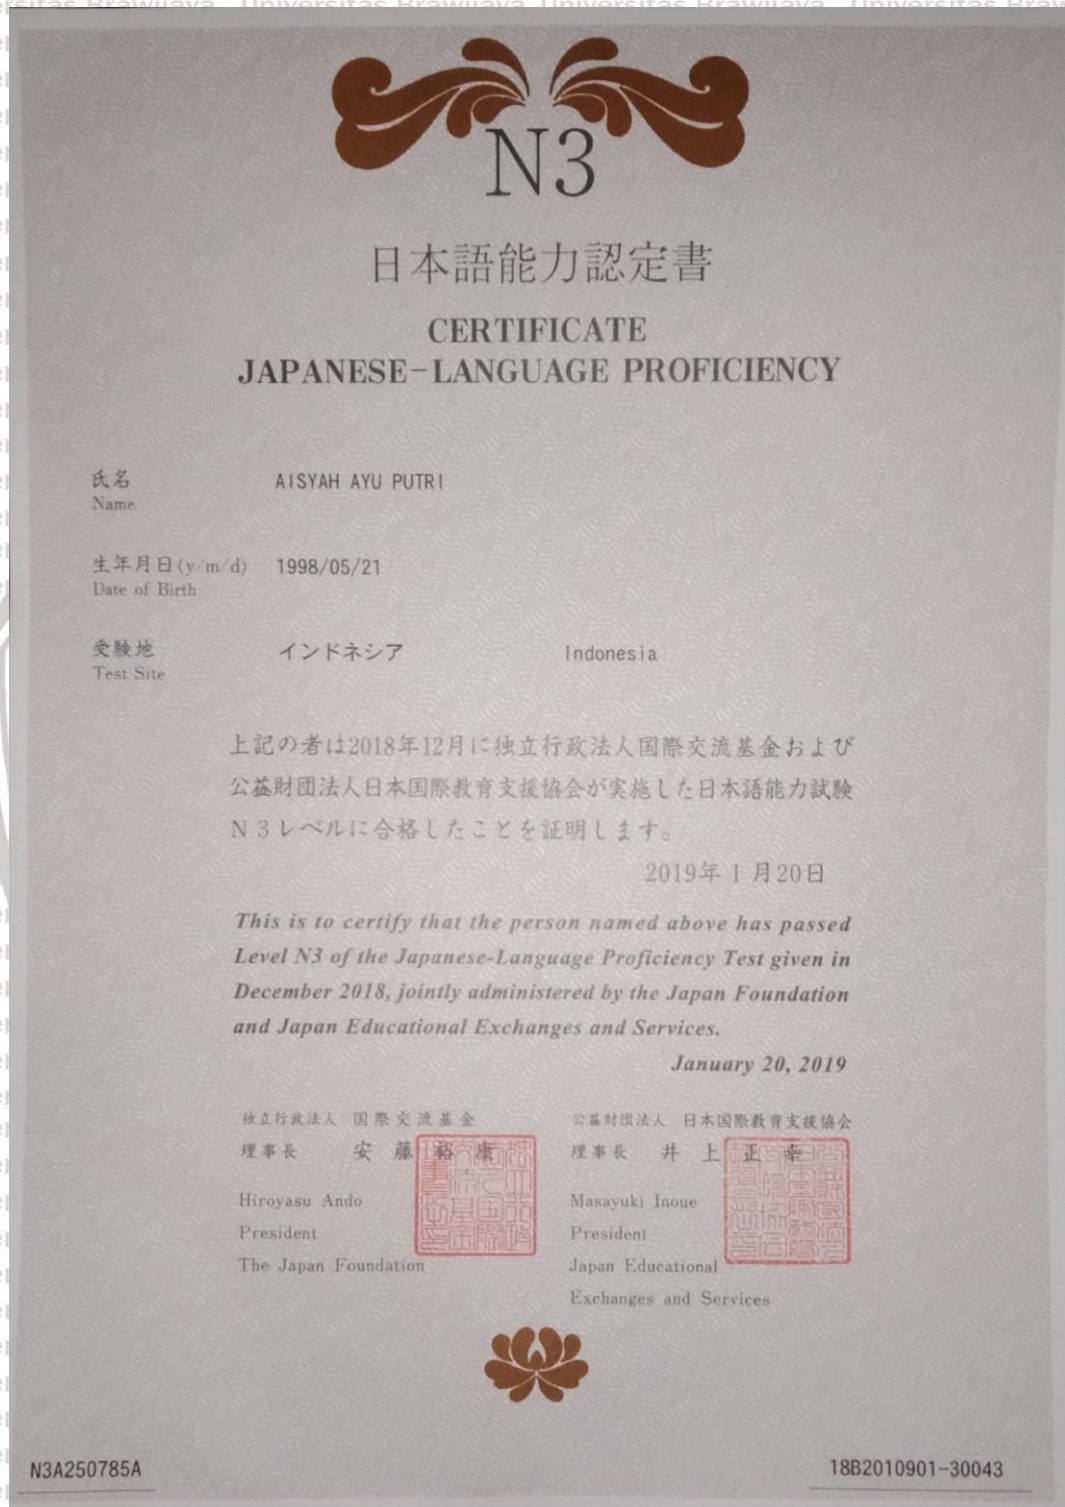 Universitas Brawijaya Universitas Brawijaya
N3
日本語能力認定書
CERTIFICATE
JAPANESE-LANGUAGE PROFICIENCY
氏名 AISYAH AYU PUTRI
Name
生年月日(y/m/d) 1998/05/21
Date of Birth
受験地 インドネシア Indonesia
Test Site
上記の者は2018年12月に独立行政法人国際交流基金および
公益財団法人日本国際教育支援協会が実施した日本語能力試験
N3レベルに合格したことを証明します。
2019年1月20日
This is to certify that the person named above has passed
Level N3 of the Japanese-Language Proficiency Test given in
December 2018, jointly administered by the Japan Foundation
and Japan Educational Exchanges and Services.
January 20, 2019
独立行政法人 国際交流基金 公益財団法人 日本国際教育支援協会
理事長 安藤裕康 理事長 井上正幸
Hiroyasu Ando Masayuki Inoue
President President
The Japan Foundation Japan Educational
Exchanges and Services
N3A250785A 18B2010901-30043